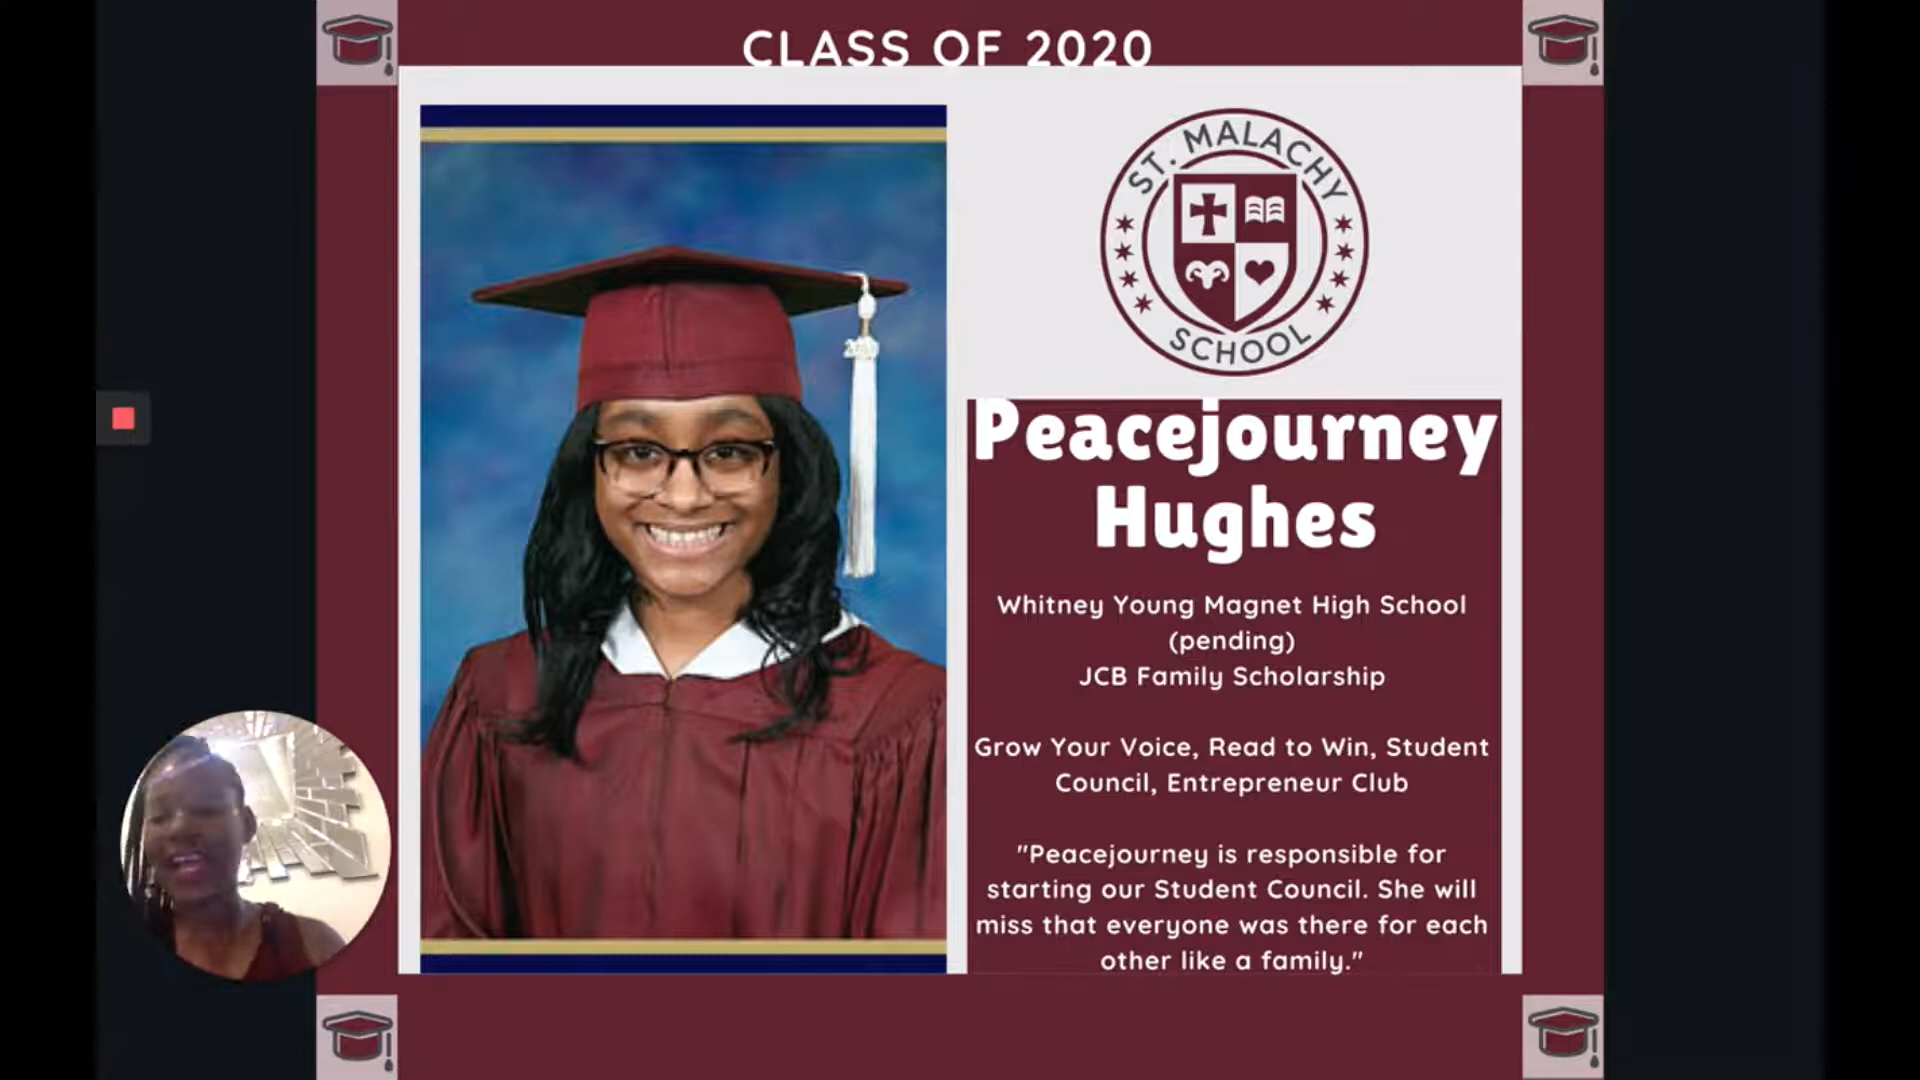 CLASS OF 2020
ST. MALACHY
SCHOOL
Peacejourney
Hughes
Whitney Young Magnet High School
(pending)
JCB Family Scholarship
Grow Your Voice, Read to Win, Student
Council, Entrepreneur Club
"Peacejourney is responsible for
starting our Student Council. She will
miss that everyone was there for each
other like a family."